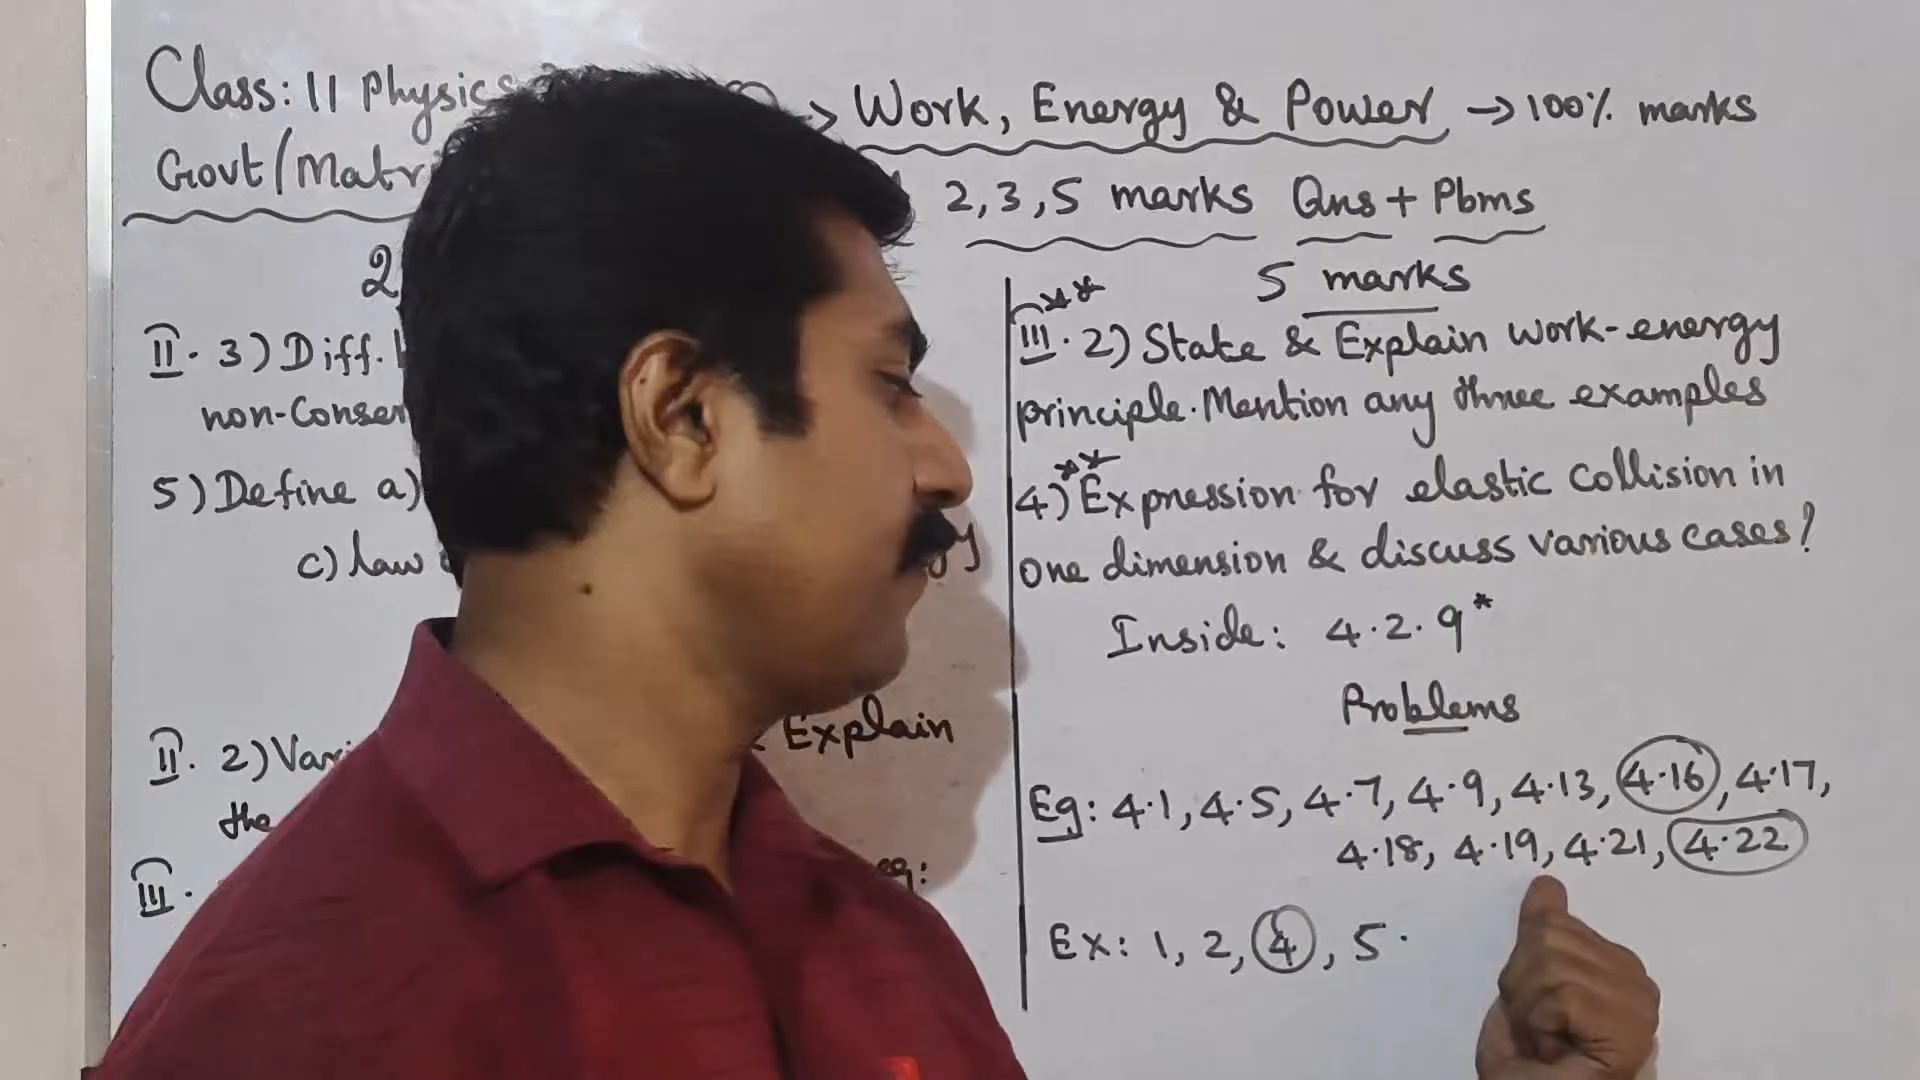 Class: 11 Physics → Work, Energy & Power → 100% marks
Govt/Matr 2,3,5 marks Qns + Pbms
2
II. 3) Diff.
non-Conser
5) Define a)
c) law
II. 2) Vari Explain
the eg:
III.
5 marks
III. 2) State & Explain work-energy
principle. Mention any three examples
4) Expression for elastic collision in
one dimension & discuss various cases?
Inside: 4.2.9*
Problems
Eg: 4.1, 4.5, 4.7, 4.9, 4.13, 4.16, 4.17,
4.18, 4.19, 4.21, 4.22
Ex: 1, 2, 4, 5.